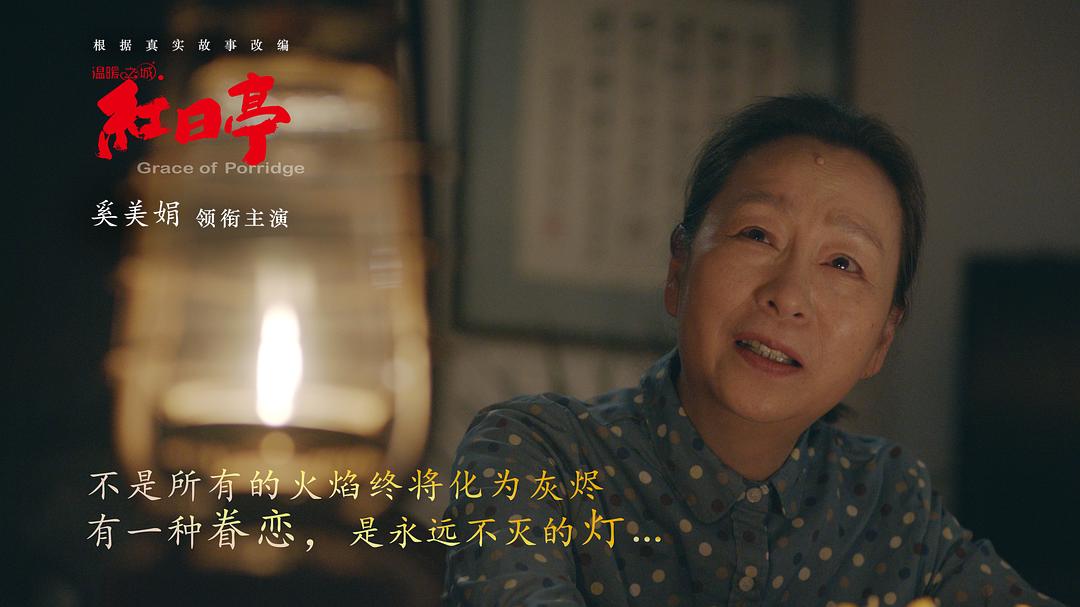 根据真实故事改编
温暖之城
红日亭
Grace of Porridge
奚美娟 领衔主演
不是所有的火焰终将化为灰烬
有一种眷恋，是永远不灭的灯...